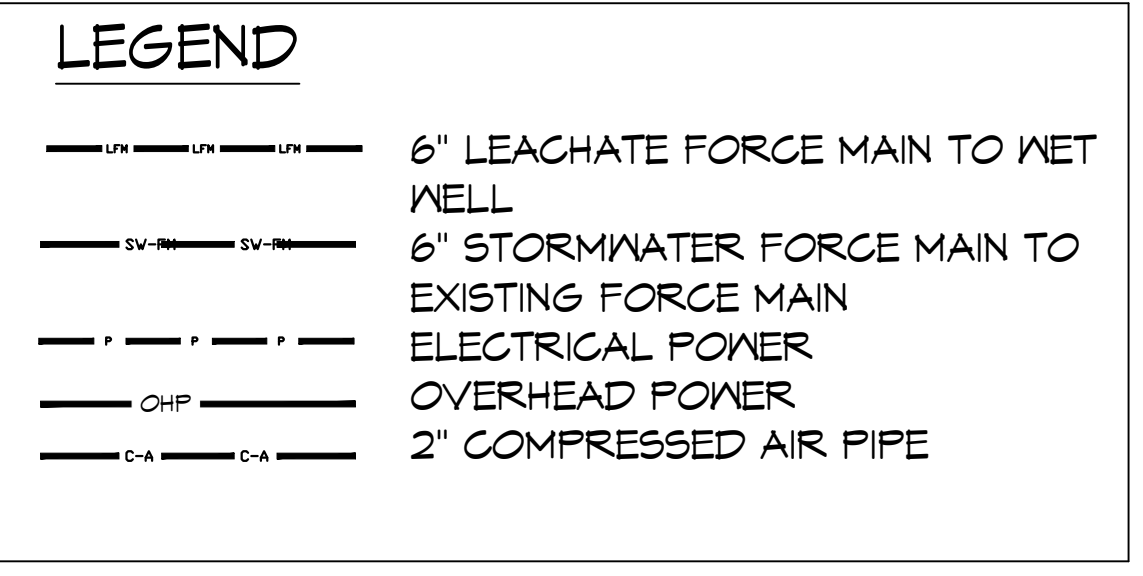 LEGEND
LFM LFM LFM 6" LEACHATE FORCE MAIN TO WET
WELL
SW-FM SW-FM 6" STORMWATER FORCE MAIN TO
EXISTING FORCE MAIN
P P P ELECTRICAL POWER
OHP OVERHEAD POWER
C-A C-A 2" COMPRESSED AIR PIPE